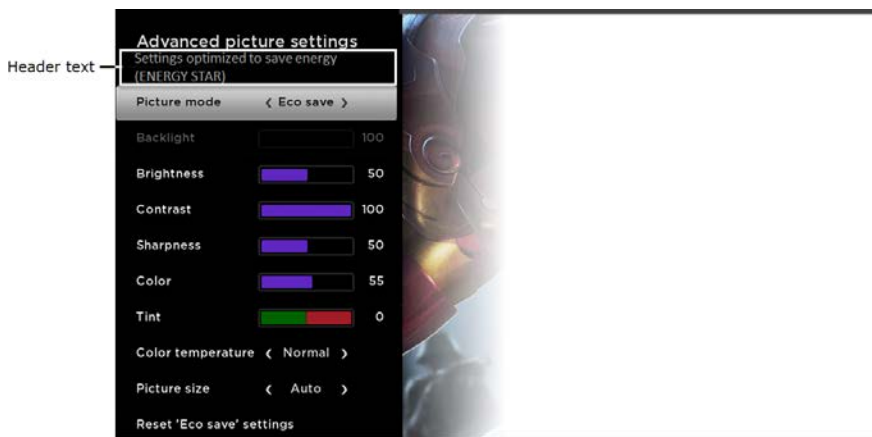 Advanced picture settings
Header text
Settings optimized to save energy
(ENERGY STAR)
Picture mode ‹ Eco save ›
Backlight 100
Brightness 50
Contrast 100
Sharpness 50
Color 55
Tint 0
Color temperature ‹ Normal ›
Picture size ‹ Auto ›
Reset 'Eco save' settings